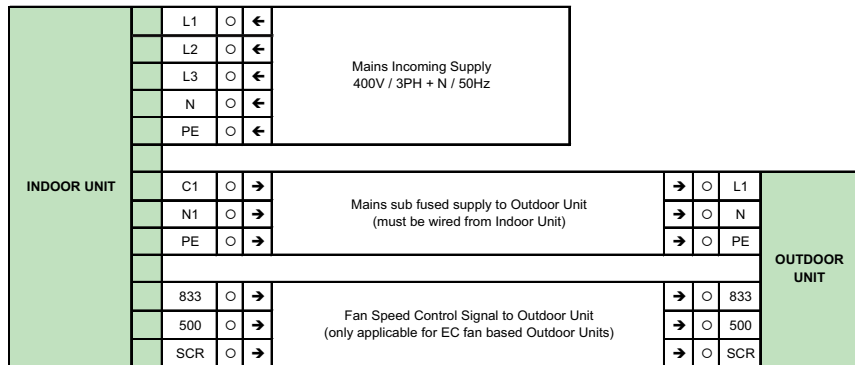 L1
L2
L3
N
PE
Mains Incoming Supply
400V / 3PH + N / 50Hz
INDOOR UNIT
C1
N1
PE
Mains sub fused supply to Outdoor Unit
(must be wired from Indoor Unit)
L1
N
PE
OUTDOOR
UNIT
833
500
SCR
Fan Speed Control Signal to Outdoor Unit
(only applicable for EC fan based Outdoor Units)
833
500
SCR